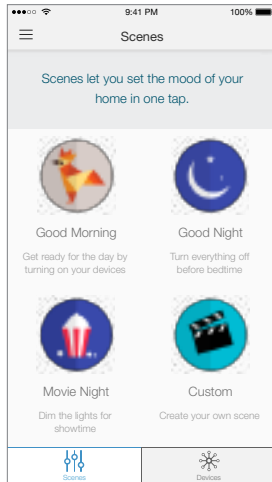 9:41 PM 100%
Scenes
Scenes let you set the mood of your
home in one tap.
Good Morning Good Night
Get ready for the day by Turn everything off
turning on your devices before bedtime
Movie Night Custom
Dim the lights for Create your own scene
showtime
Scenes Devices